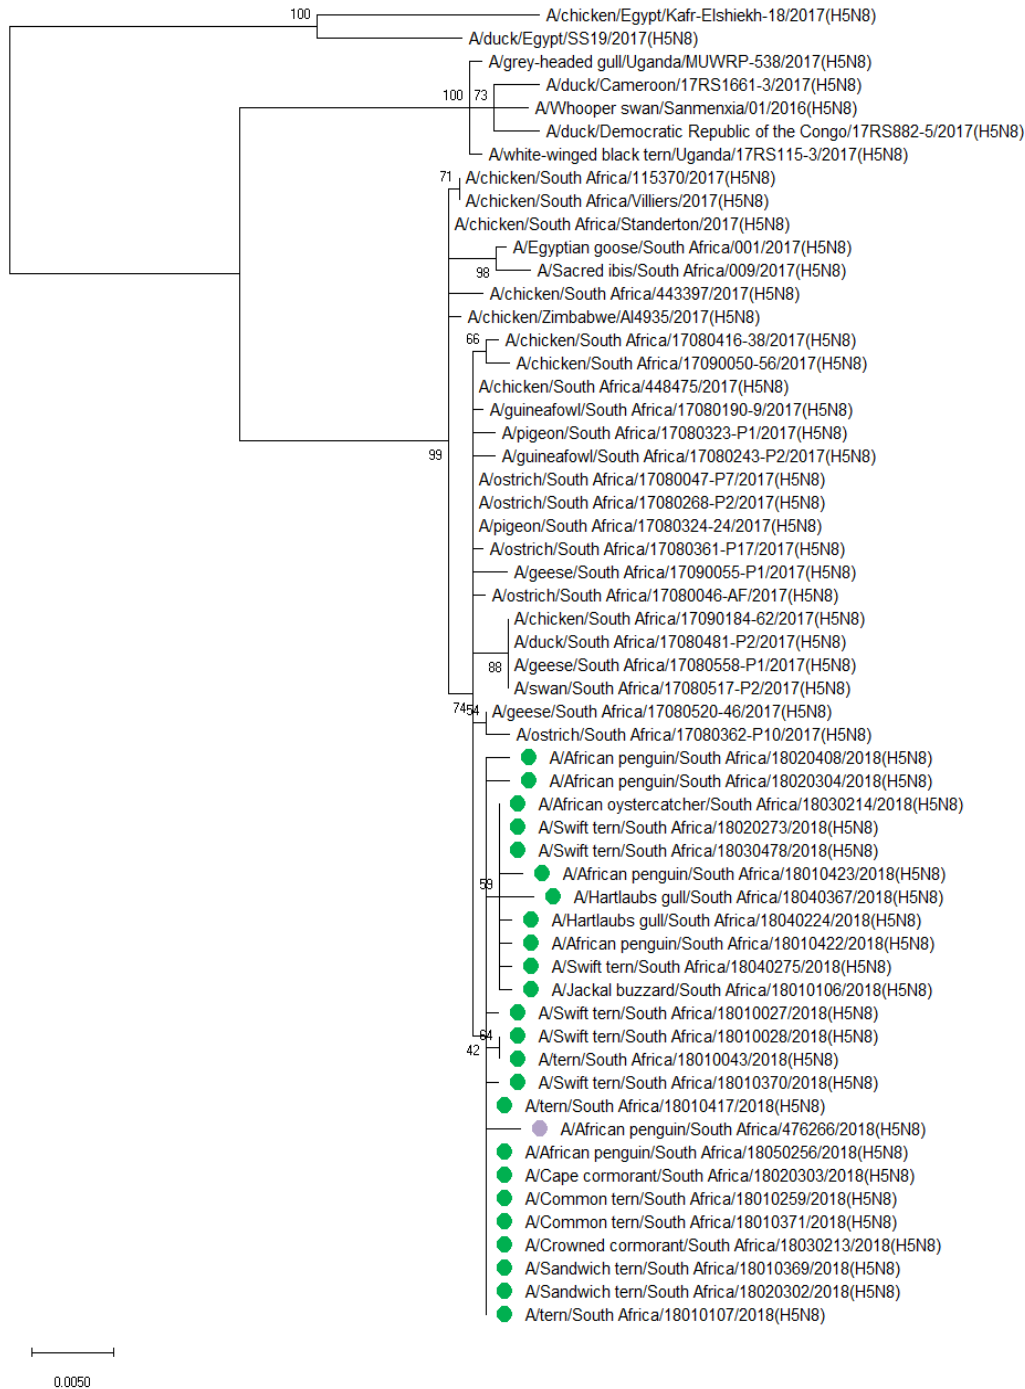 100
A/chicken/Egypt/Kafr-Elshiekh-18/2017(H5N8)
A/duck/Egypt/SS19/2017(H5N8)
A/grey-headed gull/Uganda/MUWRP-538/2017(H5N8)
A/duck/Cameroon/17RS1661-3/2017(H5N8)
100
73
A/Whooper swan/Sanmenxia/01/2016(H5N8)
A/duck/Democratic Republic of the Congo/17RS882-5/2017(H5N8)
A/white-winged black tern/Uganda/17RS115-3/2017(H5N8)
71
A/chicken/South Africa/115370/2017(H5N8)
A/chicken/South Africa/Villiers/2017(H5N8)
A/chicken/South Africa/Standerton/2017(H5N8)
A/Egyptian goose/South Africa/001/2017(H5N8)
98
A/Sacred ibis/South Africa/009/2017(H5N8)
A/chicken/South Africa/443397/2017(H5N8)
A/chicken/Zimbabwe/AI4935/2017(H5N8)
66
A/chicken/South Africa/17080416-38/2017(H5N8)
A/chicken/South Africa/17090050-56/2017(H5N8)
A/chicken/South Africa/448475/2017(H5N8)
A/guineafowl/South Africa/17080190-9/2017(H5N8)
A/pigeon/South Africa/17080323-P1/2017(H5N8)
99
A/guineafowl/South Africa/17080243-P2/2017(H5N8)
A/ostrich/South Africa/17080047-P7/2017(H5N8)
A/ostrich/South Africa/17080268-P2/2017(H5N8)
A/pigeon/South Africa/17080324-24/2017(H5N8)
A/ostrich/South Africa/17080361-P17/2017(H5N8)
A/geese/South Africa/17090055-P1/2017(H5N8)
A/ostrich/South Africa/17080046-AF/2017(H5N8)
A/chicken/South Africa/17090184-62/2017(H5N8)
A/duck/South Africa/17080481-P2/2017(H5N8)
88
A/geese/South Africa/17080558-P1/2017(H5N8)
A/swan/South Africa/17080517-P2/2017(H5N8)
74
54
A/geese/South Africa/17080520-46/2017(H5N8)
A/ostrich/South Africa/17080362-P10/2017(H5N8)
A/African penguin/South Africa/18020408/2018(H5N8)
A/African penguin/South Africa/18020304/2018(H5N8)
A/African oystercatcher/South Africa/18030214/2018(H5N8)
A/Swift tern/South Africa/18020273/2018(H5N8)
A/Swift tern/South Africa/18030478/2018(H5N8)
A/African penguin/South Africa/18010423/2018(H5N8)
59
A/Hartlaubs gull/South Africa/18040367/2018(H5N8)
A/Hartlaubs gull/South Africa/18040224/2018(H5N8)
A/African penguin/South Africa/18010422/2018(H5N8)
A/Swift tern/South Africa/18040275/2018(H5N8)
A/Jackal buzzard/South Africa/18010106/2018(H5N8)
A/Swift tern/South Africa/18010027/2018(H5N8)
64
A/Swift tern/South Africa/18010028/2018(H5N8)
42
A/tern/South Africa/18010043/2018(H5N8)
A/Swift tern/South Africa/18010370/2018(H5N8)
A/tern/South Africa/18010417/2018(H5N8)
A/African penguin/South Africa/476266/2018(H5N8)
A/African penguin/South Africa/18050256/2018(H5N8)
A/Cape cormorant/South Africa/18020303/2018(H5N8)
A/Common tern/South Africa/18010259/2018(H5N8)
A/Common tern/South Africa/18010371/2018(H5N8)
A/Crowned cormorant/South Africa/18030213/2018(H5N8)
A/Sandwich tern/South Africa/18010369/2018(H5N8)
A/Sandwich tern/South Africa/18020302/2018(H5N8)
A/tern/South Africa/18010107/2018(H5N8)
0.0050